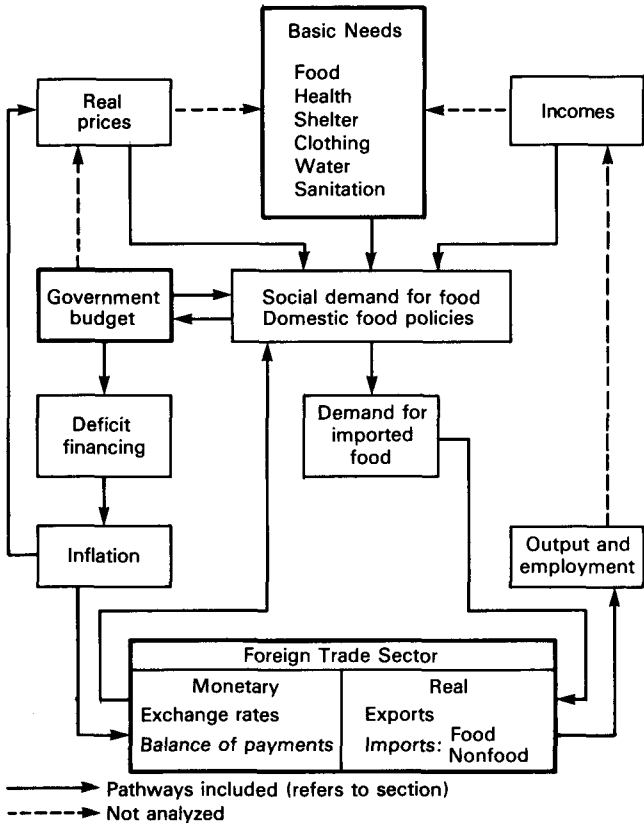 Basic Needs
Food
Health
Shelter
Clothing
Water
Sanitation
Real
prices
Incomes
Government
budget
Social demand for food
Domestic food policies
Deficit
financing
Demand for
imported
food
Inflation
Output and
employment
Foreign Trade Sector
Monetary
Exchange rates
Balance of payments
Real
Exports
Imports: Food
Nonfood
Pathways included (refers to section)
Not analyzed